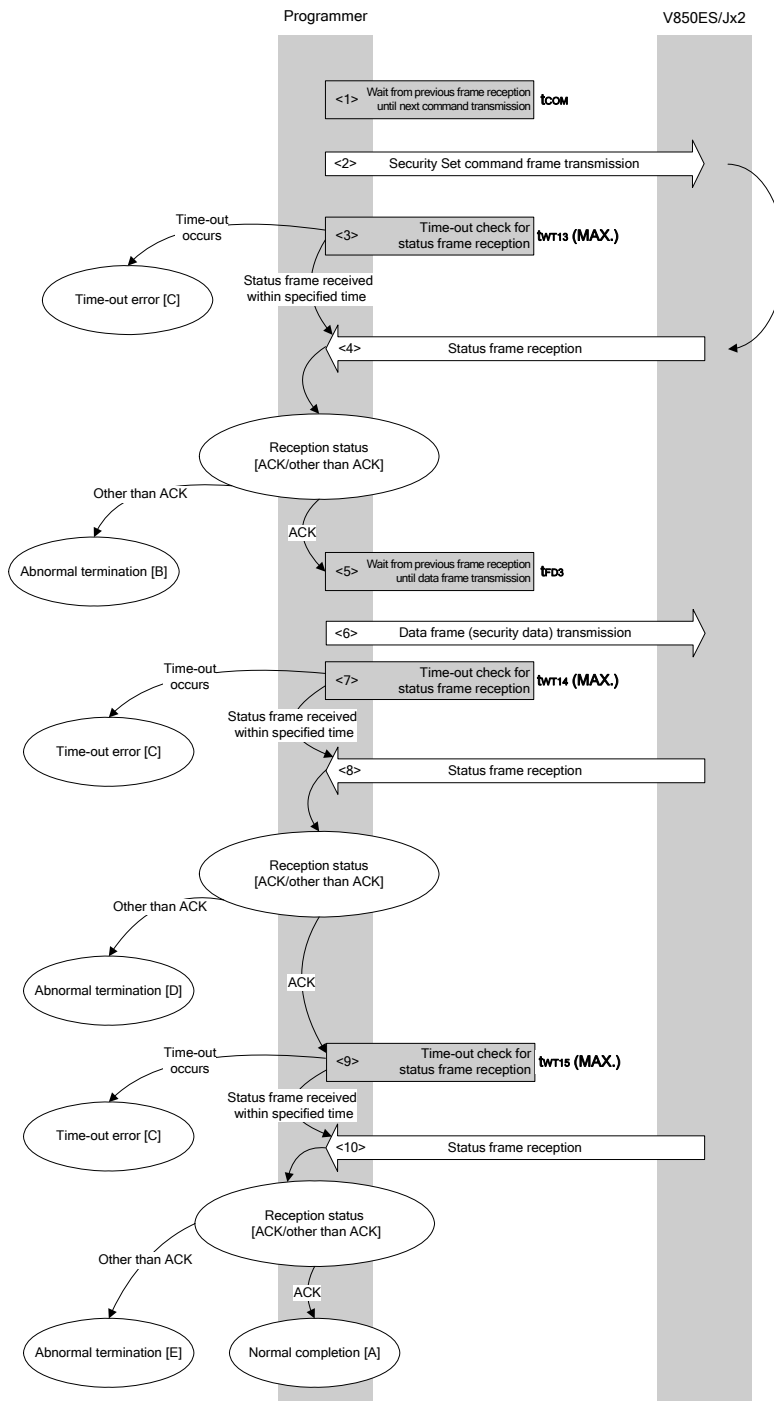 Programmer
V850ES/Jx2
<1>
Wait from previous frame reception
until next command transmission
tCOM
<2>
Security Set command frame transmission
Time-out
occurs
<3>
Time-out check for
status frame reception
tWT13 (MAX.)
Time-out error [C]
Status frame received
within specified time
<4>
Status frame reception
Reception status
[ACK/other than ACK]
Other than ACK
ACK
Abnormal termination [B]
<5>
Wait from previous frame reception
until data frame transmission
tFD3
<6>
Data frame (security data) transmission
Time-out
occurs
<7>
Time-out check for
status frame reception
tWT14 (MAX.)
Time-out error [C]
Status frame received
within specified time
<8>
Status frame reception
Reception status
[ACK/other than ACK]
Other than ACK
Abnormal termination [D]
ACK
Time-out
occurs
<9>
Time-out check for
status frame reception
tWT15 (MAX.)
Time-out error [C]
Status frame received
within specified time
<10>
Status frame reception
Reception status
[ACK/other than ACK]
Other than ACK
ACK
Abnormal termination [E]
Normal completion [A]